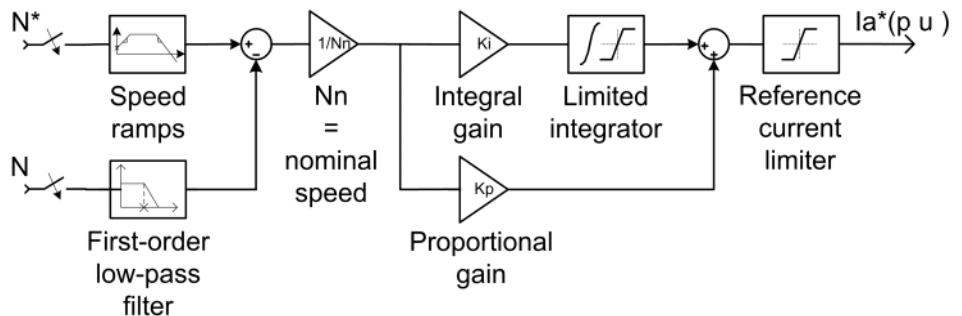 N*
Ia*(p u )
1/Nn
Ki
Speed
ramps
Nn
=
nominal
speed
Integral
gain
Limited
integrator
Reference
current
limiter
N
Kp
First-order
low-pass
filter
Proportional
gain